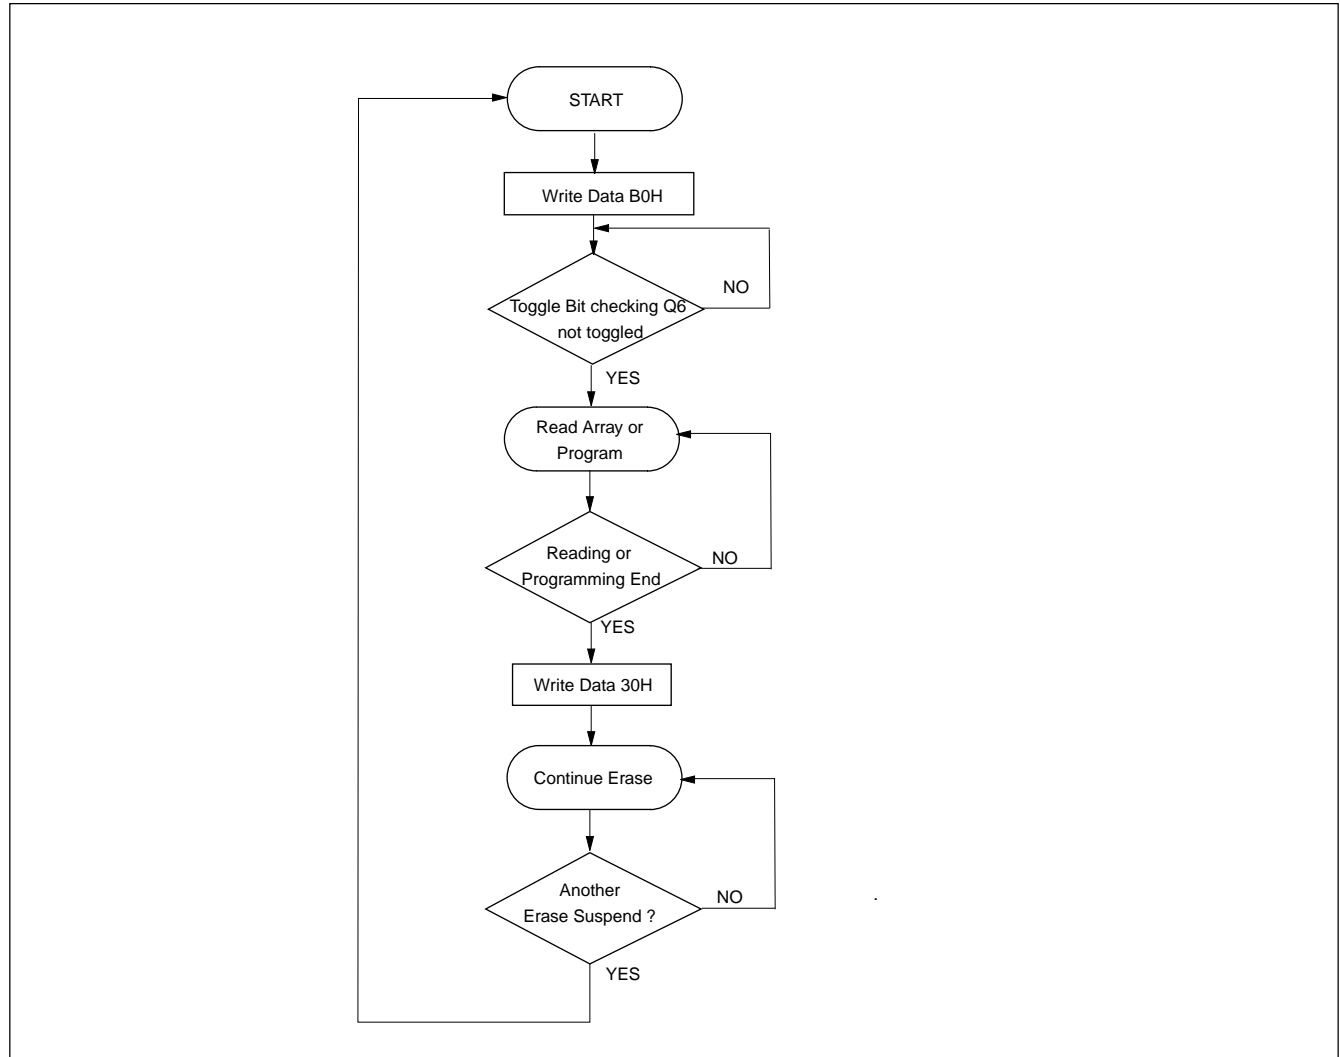 START
Write Data B0H
NO
Toggle Bit checking Q6
not toggled
YES
Read Array or
Program
Reading or
NO
Programming End
YES
Write Data 30H
Continue Erase
Another
NO
Erase Suspend ?
.
YES